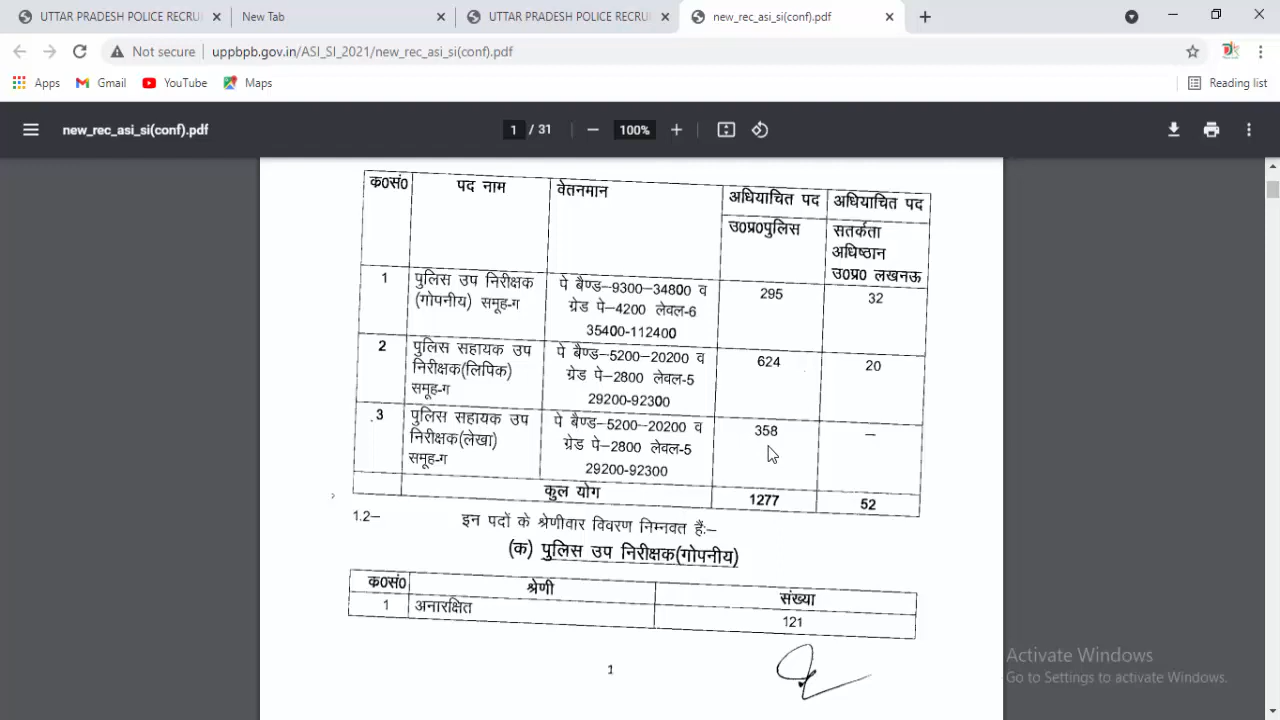 UTTAR PRADESH POLICE RECRU
New Tab
UTTAR PRADESH POLICE RECRU
new_rec_asi_si(conf).pdf
Not secure
uppbpb.gov.in/ASI_SI_2021/new_rec_asi_si(conf).pdf
Apps
Gmail
YouTube
Maps
Reading list
new_rec_asi_si(conf).pdf
1 / 31
100%
क0सं0
पद नाम
वेतनमान
अधियाचित पद
अधियाचित पद
उ0प्र0पुलिस
सतर्कता
अधिष्ठान
उ0प्र0 लखनऊ
1
पुलिस उप निरीक्षक
(गोपनीय) समूह-ग
पे बैण्ड–9300–34800 व
ग्रेड पे–4200 लेवल-6
35400-112400
295
32
2
पुलिस सहायक उप
निरीक्षक(लिपिक)
समूह-ग
पे बैण्ड–5200–20200 व
ग्रेड पे–2800 लेवल-5
29200-92300
624
20
3
पुलिस सहायक उप
निरीक्षक(लेखा)
समूह-ग
पे बैण्ड–5200–20200 व
ग्रेड पे–2800 लेवल-5
29200-92300
358
–
कुल योग
1277
52
1.2– इन पदों के श्रेणीवार विवरण निम्नवत हैं:–
(क) पुलिस उप निरीक्षक(गोपनीय)
क0सं0
श्रेणी
संख्या
1
अनारक्षित
121
1
Activate Windows
Go to Settings to activate Windows.